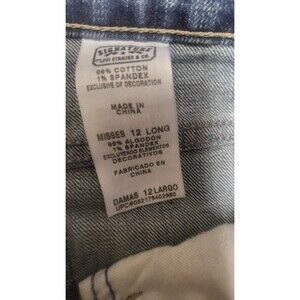 SIGNATURE
BY LEVI STRAUSS & CO.
99% COTTON
1% SPANDEX
EXCLUSIVE OF DECORATION
MADE IN
CHINA
MISSES 12 LONG
99% ALGODON
1% SPANDEX
EXCLUYENDO ELEMENTOS
DECORATIVOS
FABRICADO EN
CHINA
DAMAS 12 LARGO